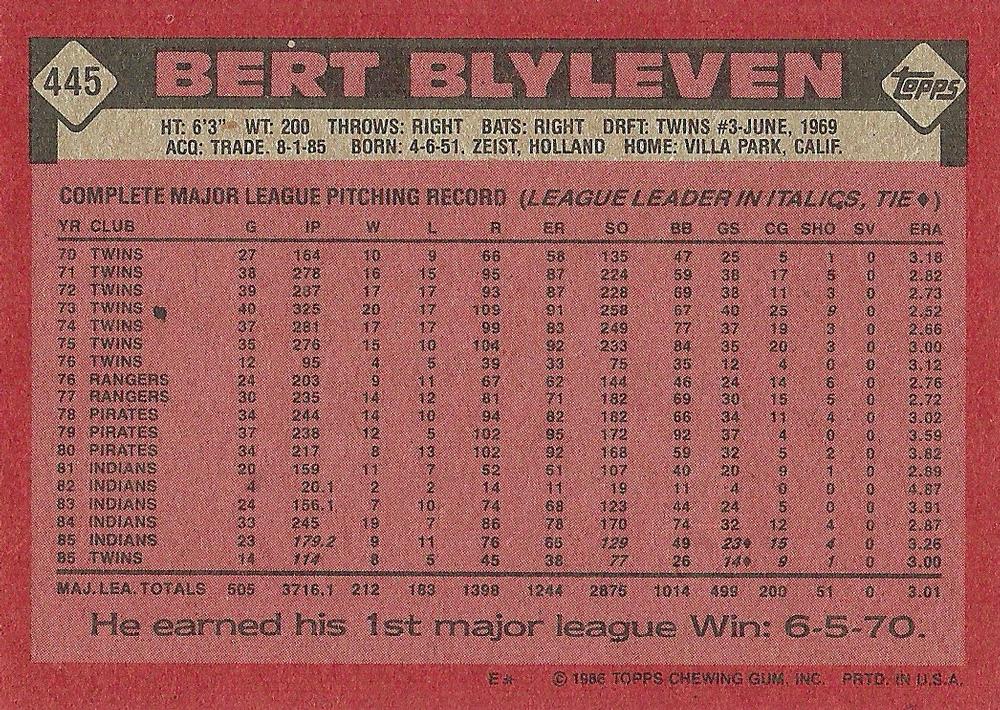 445 BERT BLYLEVEN Topps
HT: 6'3" WT: 200 THROWS: RIGHT BATS: RIGHT DRFT: TWINS #3-JUNE, 1969
ACQ: TRADE. 8-1-85 BORN: 4-6-51, ZEIST, HOLLAND HOME: VILLA PARK, CALIF.
COMPLETE MAJOR LEAGUE PITCHING RECORD (LEAGUE LEADER IN ITALICS, TIE♦)
YR CLUB G IP W L R ER SO BB GS CG SHO SV ERA
70 TWINS 27 164 10 9 66 58 135 47 25 5 1 0 3.18
71 TWINS 38 278 16 15 95 87 224 59 38 17 5 0 2.82
72 TWINS 39 287 17 17 93 87 228 69 38 11 3 0 2.73
73 TWINS 40 325 20 17 109 91 258 67 40 25 9 0 2.52
74 TWINS 37 281 17 17 99 83 249 77 37 19 3 0 2.66
75 TWINS 35 276 15 10 104 92 233 84 35 20 3 0 3.00
76 TWINS 12 95 4 5 39 33 75 35 12 4 0 0 3.12
76 RANGERS 24 203 9 11 67 62 144 46 24 14 6 0 2.76
77 RANGERS 30 235 14 12 81 71 182 69 30 15 5 0 2.72
78 PIRATES 34 244 14 10 94 82 182 66 34 11 4 0 3.02
79 PIRATES 37 238 12 5 102 95 172 92 37 4 0 0 3.59
80 PIRATES 34 217 8 13 102 92 168 59 32 5 2 0 3.82
81 INDIANS 20 159 11 7 52 51 107 40 20 9 1 0 2.89
82 INDIANS 4 20.1 2 2 14 11 19 11 4 0 0 0 4.87
83 INDIANS 24 156.1 7 10 74 68 123 44 24 5 0 0 3.91
84 INDIANS 33 245 19 7 86 78 170 74 32 12 4 0 2.87
85 INDIANS 23 179.2 9 11 76 65 129 49 23♦ 15 4 0 3.26
85 TWINS 14 114 8 5 45 38 77 26 14♦ 9 1 0 3.00
MAJ. LEA. TOTALS 505 3716.1 212 183 1398 1244 2875 1014 499 200 51 0 3.01
He earned his 1st major league Win: 6-5-70.
E* © 1986 TOPPS CHEWING GUM, INC. PRTD. IN U.S.A.